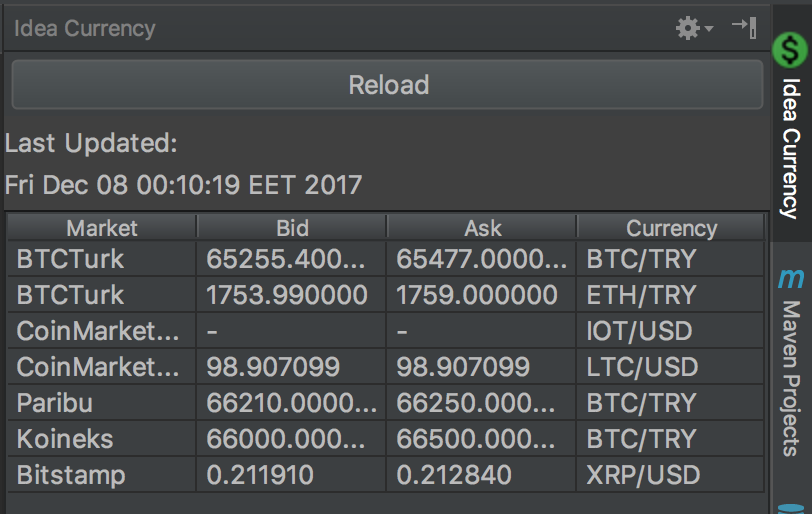 Idea Currency
Reload
Last Updated:
Fri Dec 08 00:10:19 EET 2017
Market Bid Ask Currency
BTCTurk 65255.400... 65477.0000... BTC/TRY
BTCTurk 1753.990000 1759.000000 ETH/TRY
CoinMarket... - - IOT/USD
CoinMarket... 98.907099 98.907099 LTC/USD
Paribu 66210.0000... 66250.000... BTC/TRY
Koineks 66000.000... 66500.000... BTC/TRY
Bitstamp 0.211910 0.212840 XRP/USD
$
Idea Currency
m
Maven Projects